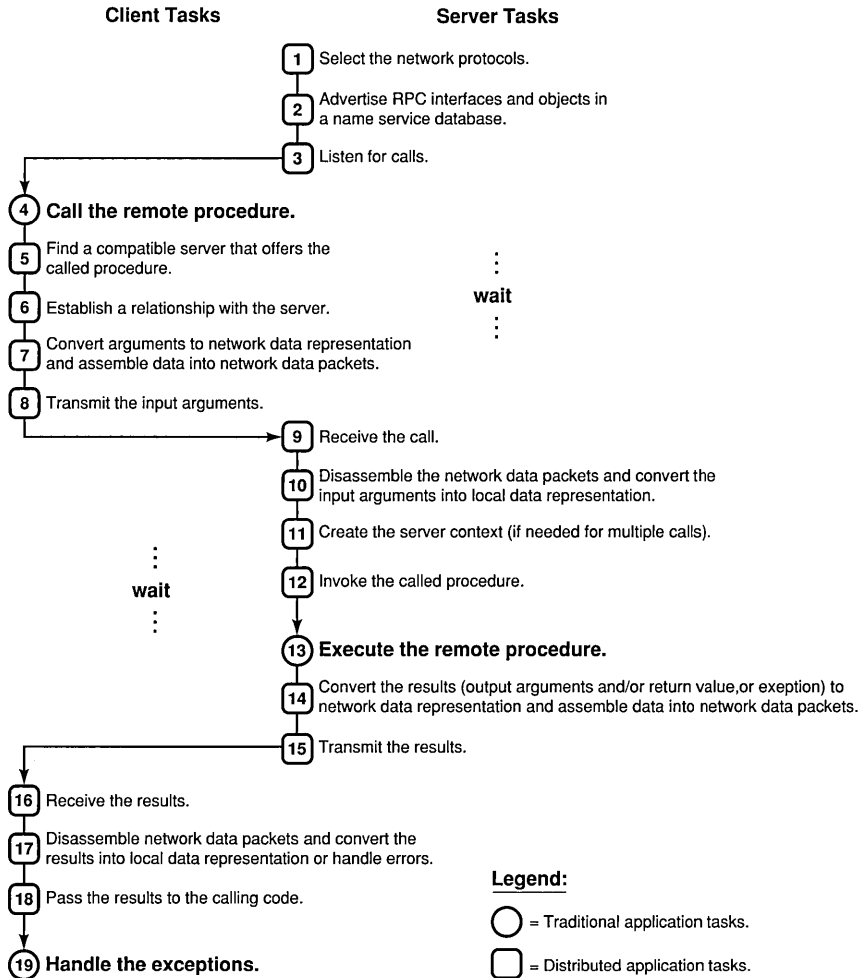 Client Tasks
Server Tasks
1 Select the network protocols.
2 Advertise RPC interfaces and objects in
a name service database.
3 Listen for calls.
4 Call the remote procedure.
5 Find a compatible server that offers the
called procedure.
6 Establish a relationship with the server.
7 Convert arguments to network data representation
and assemble data into network data packets.
8 Transmit the input arguments.
wait
9 Receive the call.
10 Disassemble the network data packets and convert the
input arguments into local data representation.
11 Create the server context (if needed for multiple calls).
12 Invoke the called procedure.
wait
13 Execute the remote procedure.
14 Convert the results (output arguments and/or return value,or exeption) to
network data representation and assemble data into network data packets.
15 Transmit the results.
16 Receive the results.
17 Disassemble network data packets and convert the
results into local data representation or handle errors.
18 Pass the results to the calling code.
19 Handle the exceptions.
Legend:
= Traditional application tasks.
= Distributed application tasks.